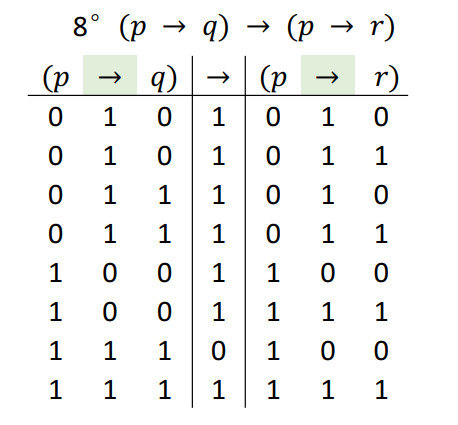 8° (p → q) → (p → r)
(p → q) → (p → r)
0 1 0 1 0 1 0
0 1 0 1 0 1 1
0 1 1 1 0 1 0
0 1 1 1 0 1 1
1 0 0 1 1 0 0
1 0 0 1 1 1 1
1 1 1 0 1 0 0
1 1 1 1 1 1 1